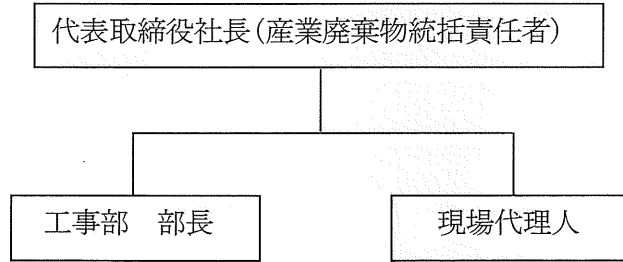 代表取締役社長(産業廃棄物統括責任者)
工事部　部長
現場代理人